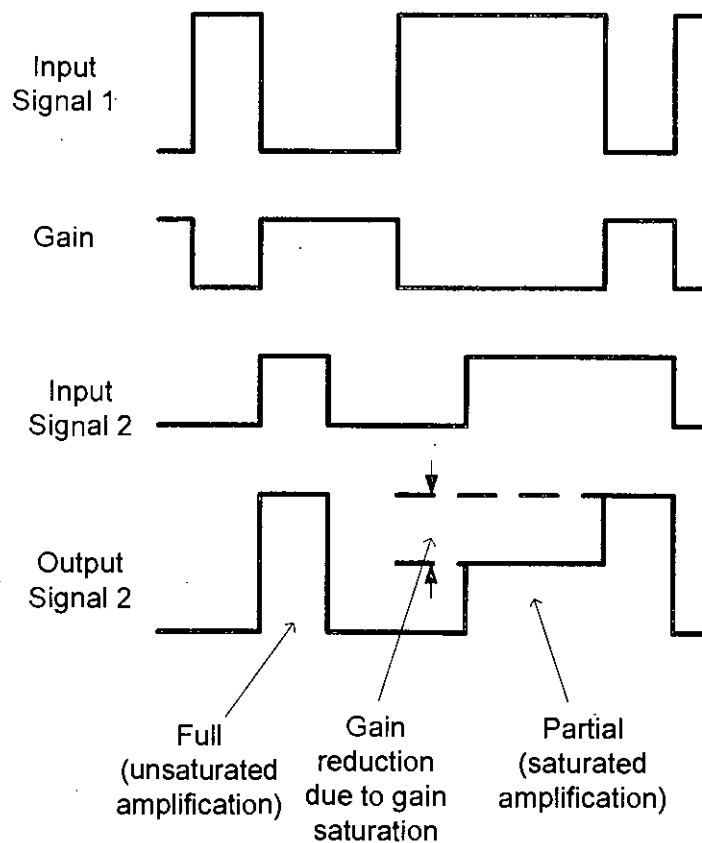 Input
Signal 1
Gain
Input
Signal 2
Output
Signal 2
Full
(unsaturated
amplification)
Gain
reduction
due to gain
saturation
Partial
(saturated
amplification)